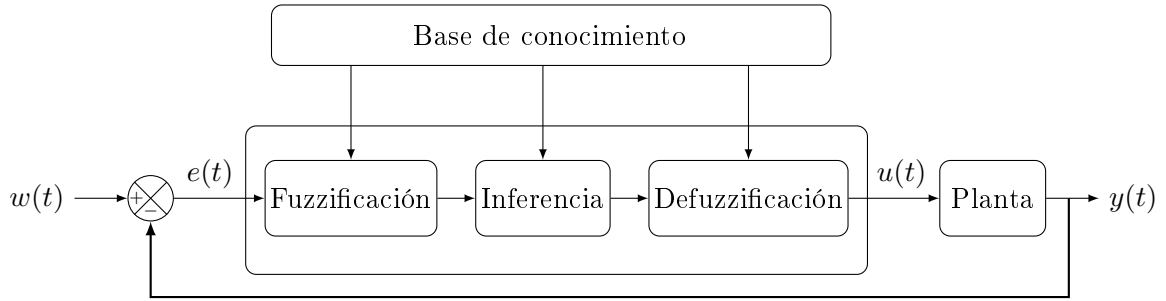 Base de conocimiento
w(t)
+
−
e(t)
Fuzzificación
Inferencia
Defuzzificación
u(t)
Planta
y(t)